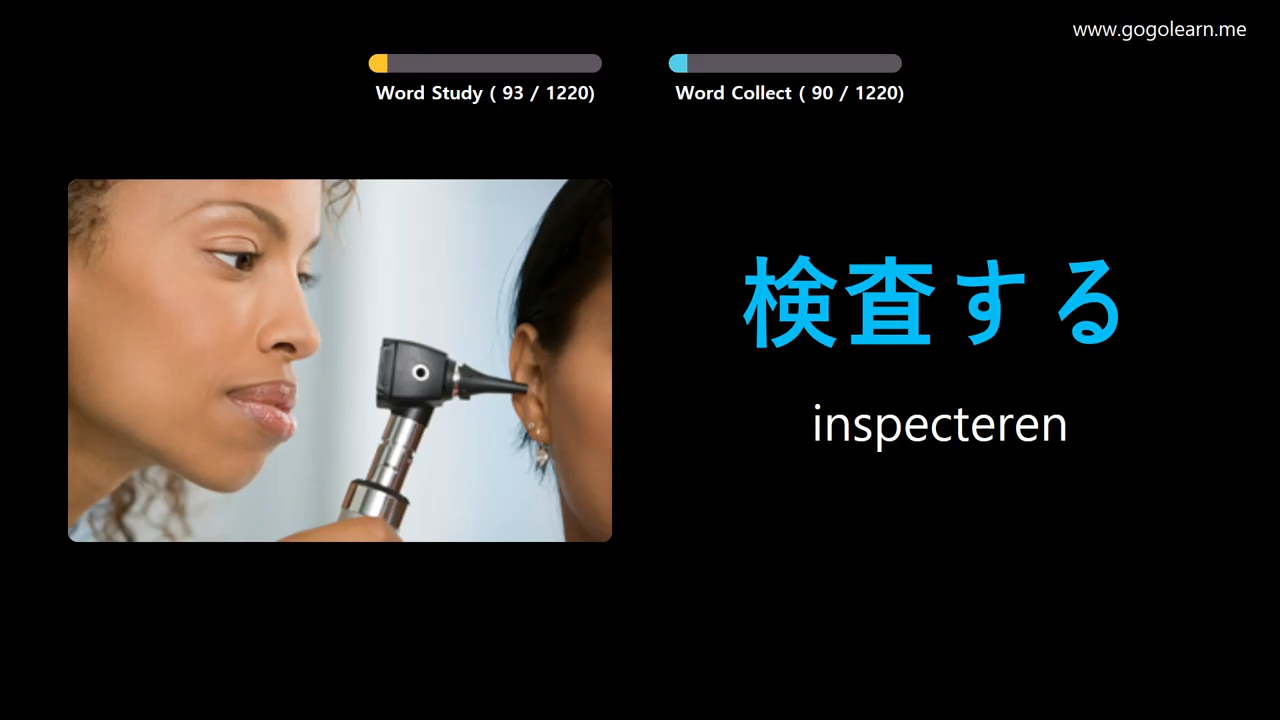 www.gogolearn.me
Word Study ( 93 / 1220)
Word Collect ( 90 / 1220)
検査する
inspecteren